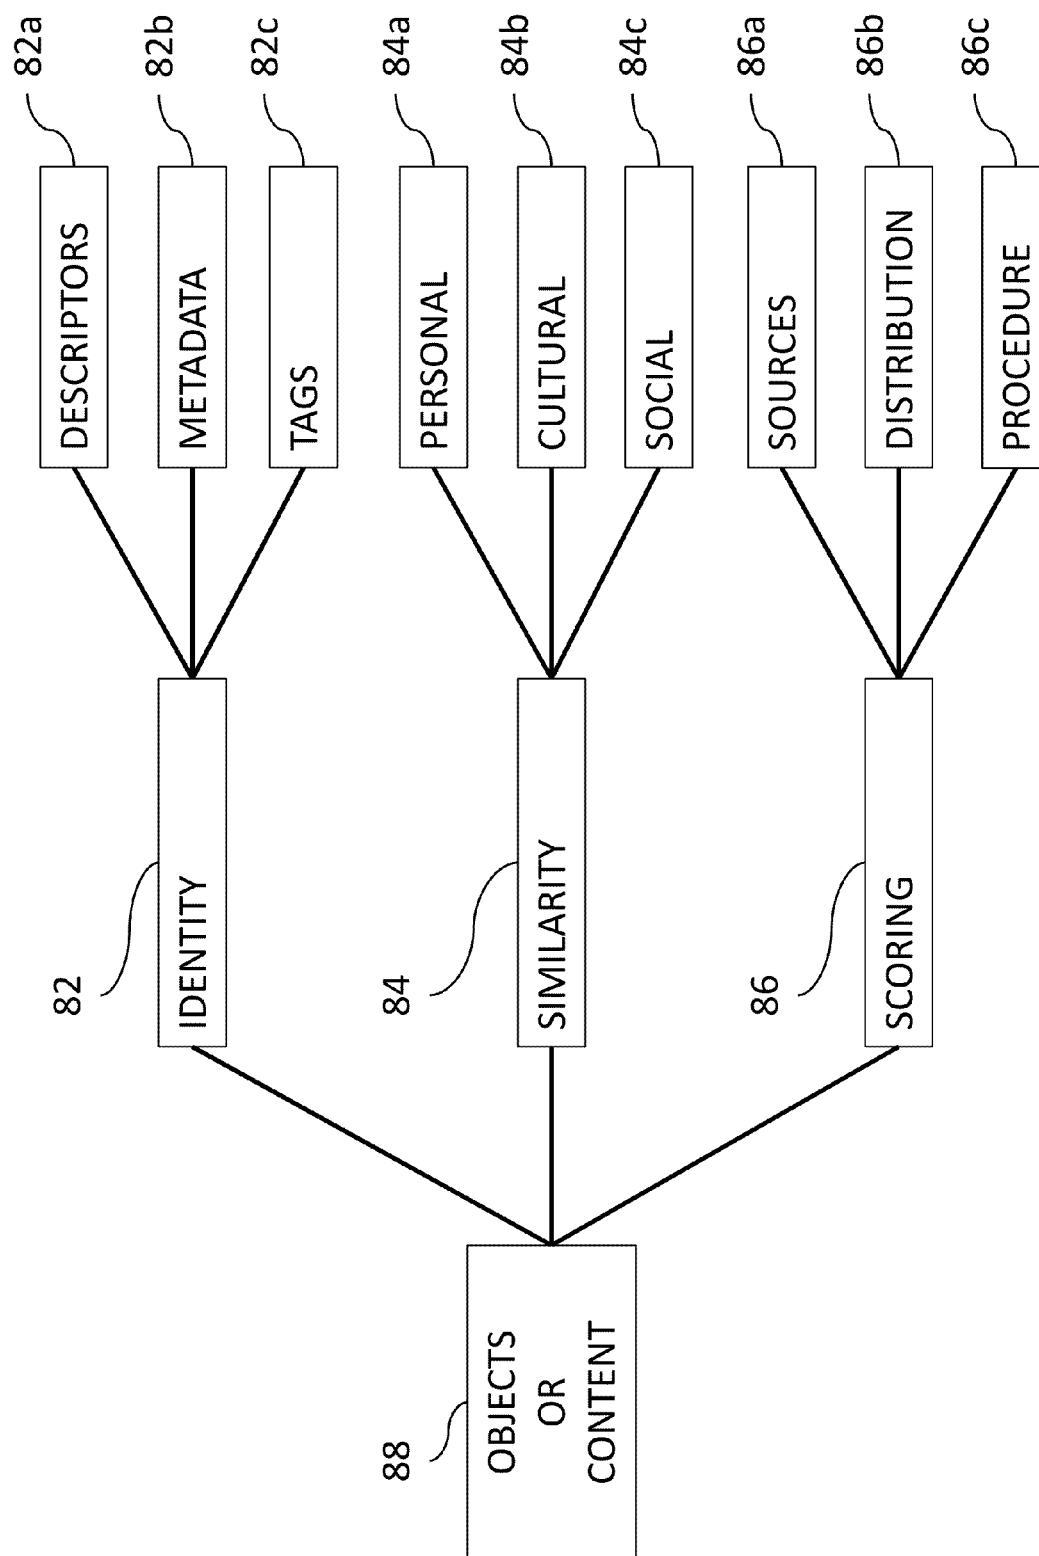 88
OBJECTS
OR
CONTENT
82
IDENTITY
84
SIMILARITY
86
SCORING
82a
DESCRIPTORS
82b
METADATA
82c
TAGS
84a
PERSONAL
84b
CULTURAL
84c
SOCIAL
86a
SOURCES
86b
DISTRIBUTION
86c
PROCEDURE